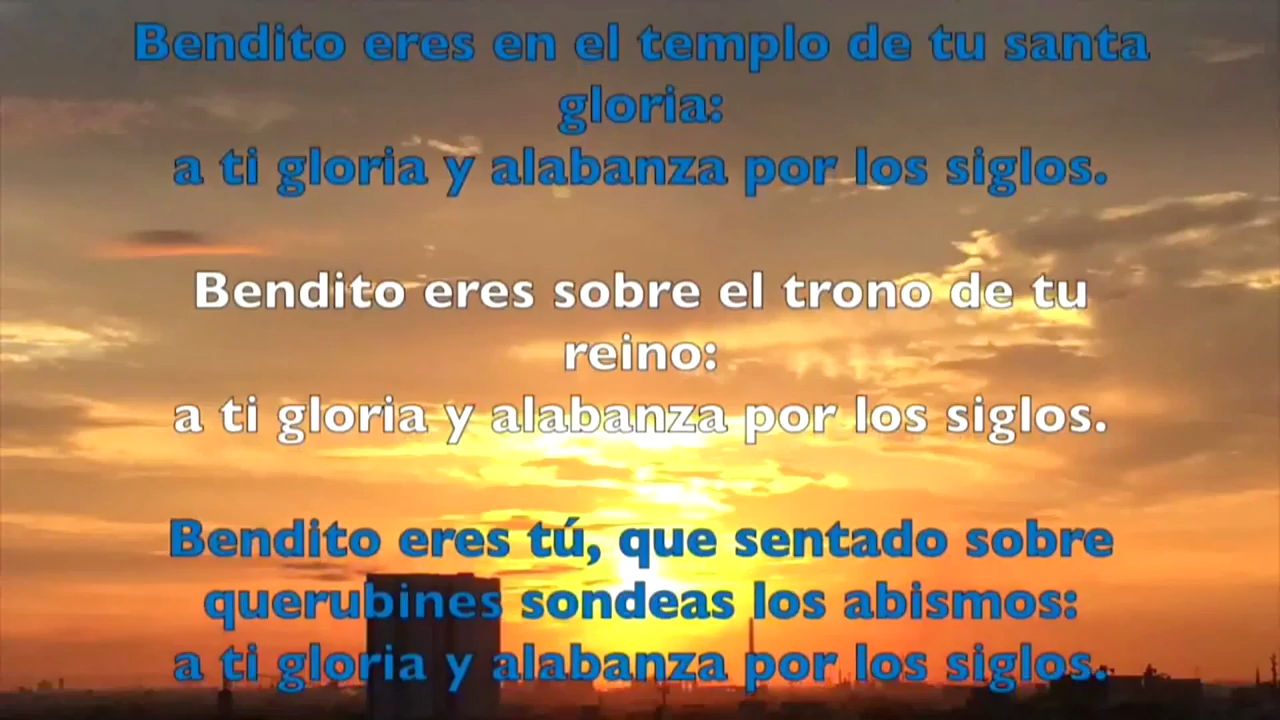 Bendito eres en el templo de tu santa
gloria:
a ti gloria y alabanza por los siglos.
Bendito eres sobre el trono de tu
reino:
a ti gloria y alabanza por los siglos.
Bendito eres tú, que sentado sobre
querubines sondeas los abismos:
a ti gloria y alabanza por los siglos.